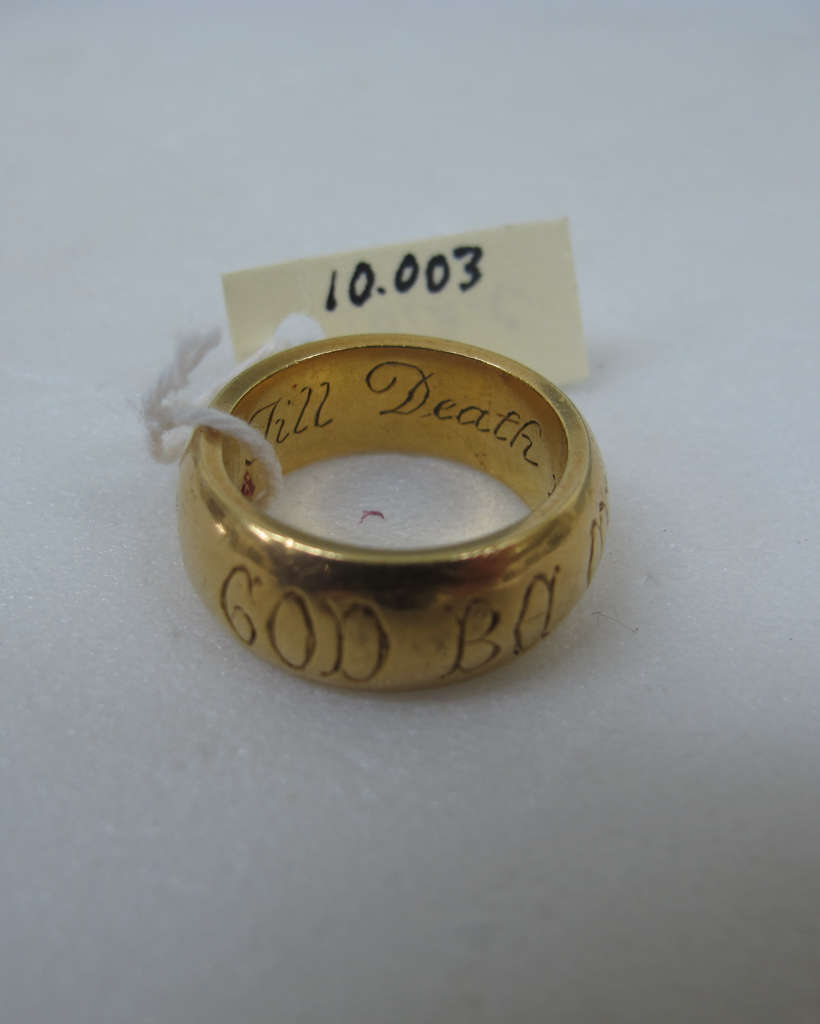 10.003
Till Death
GOD BA